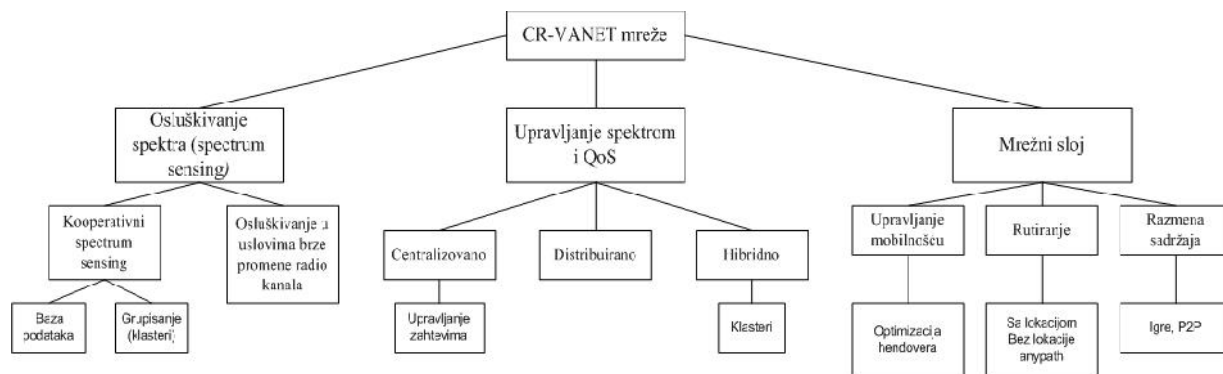 CR-VANET mreže
Osluškivanje
spektra (spectrum
sensing)
Upravljanje spektrom
i QoS
Mrežni sloj
Kooperativni
spectrum
sensing
Osluškivanje u
uslovima brze
promene radio
kanala
Centralizovano
Distribuirano
Hibridno
Upravljanje
mobilnošcu
Rutiranje
Razmena
sadržaja
Baza
podataka
Grupisanje
(klasteri)
Upravljanje
zahtevima
Klasteri
Optimizacija
hendovera
Sa lokacijom
Bez lokacije
anypath
Igre, P2P